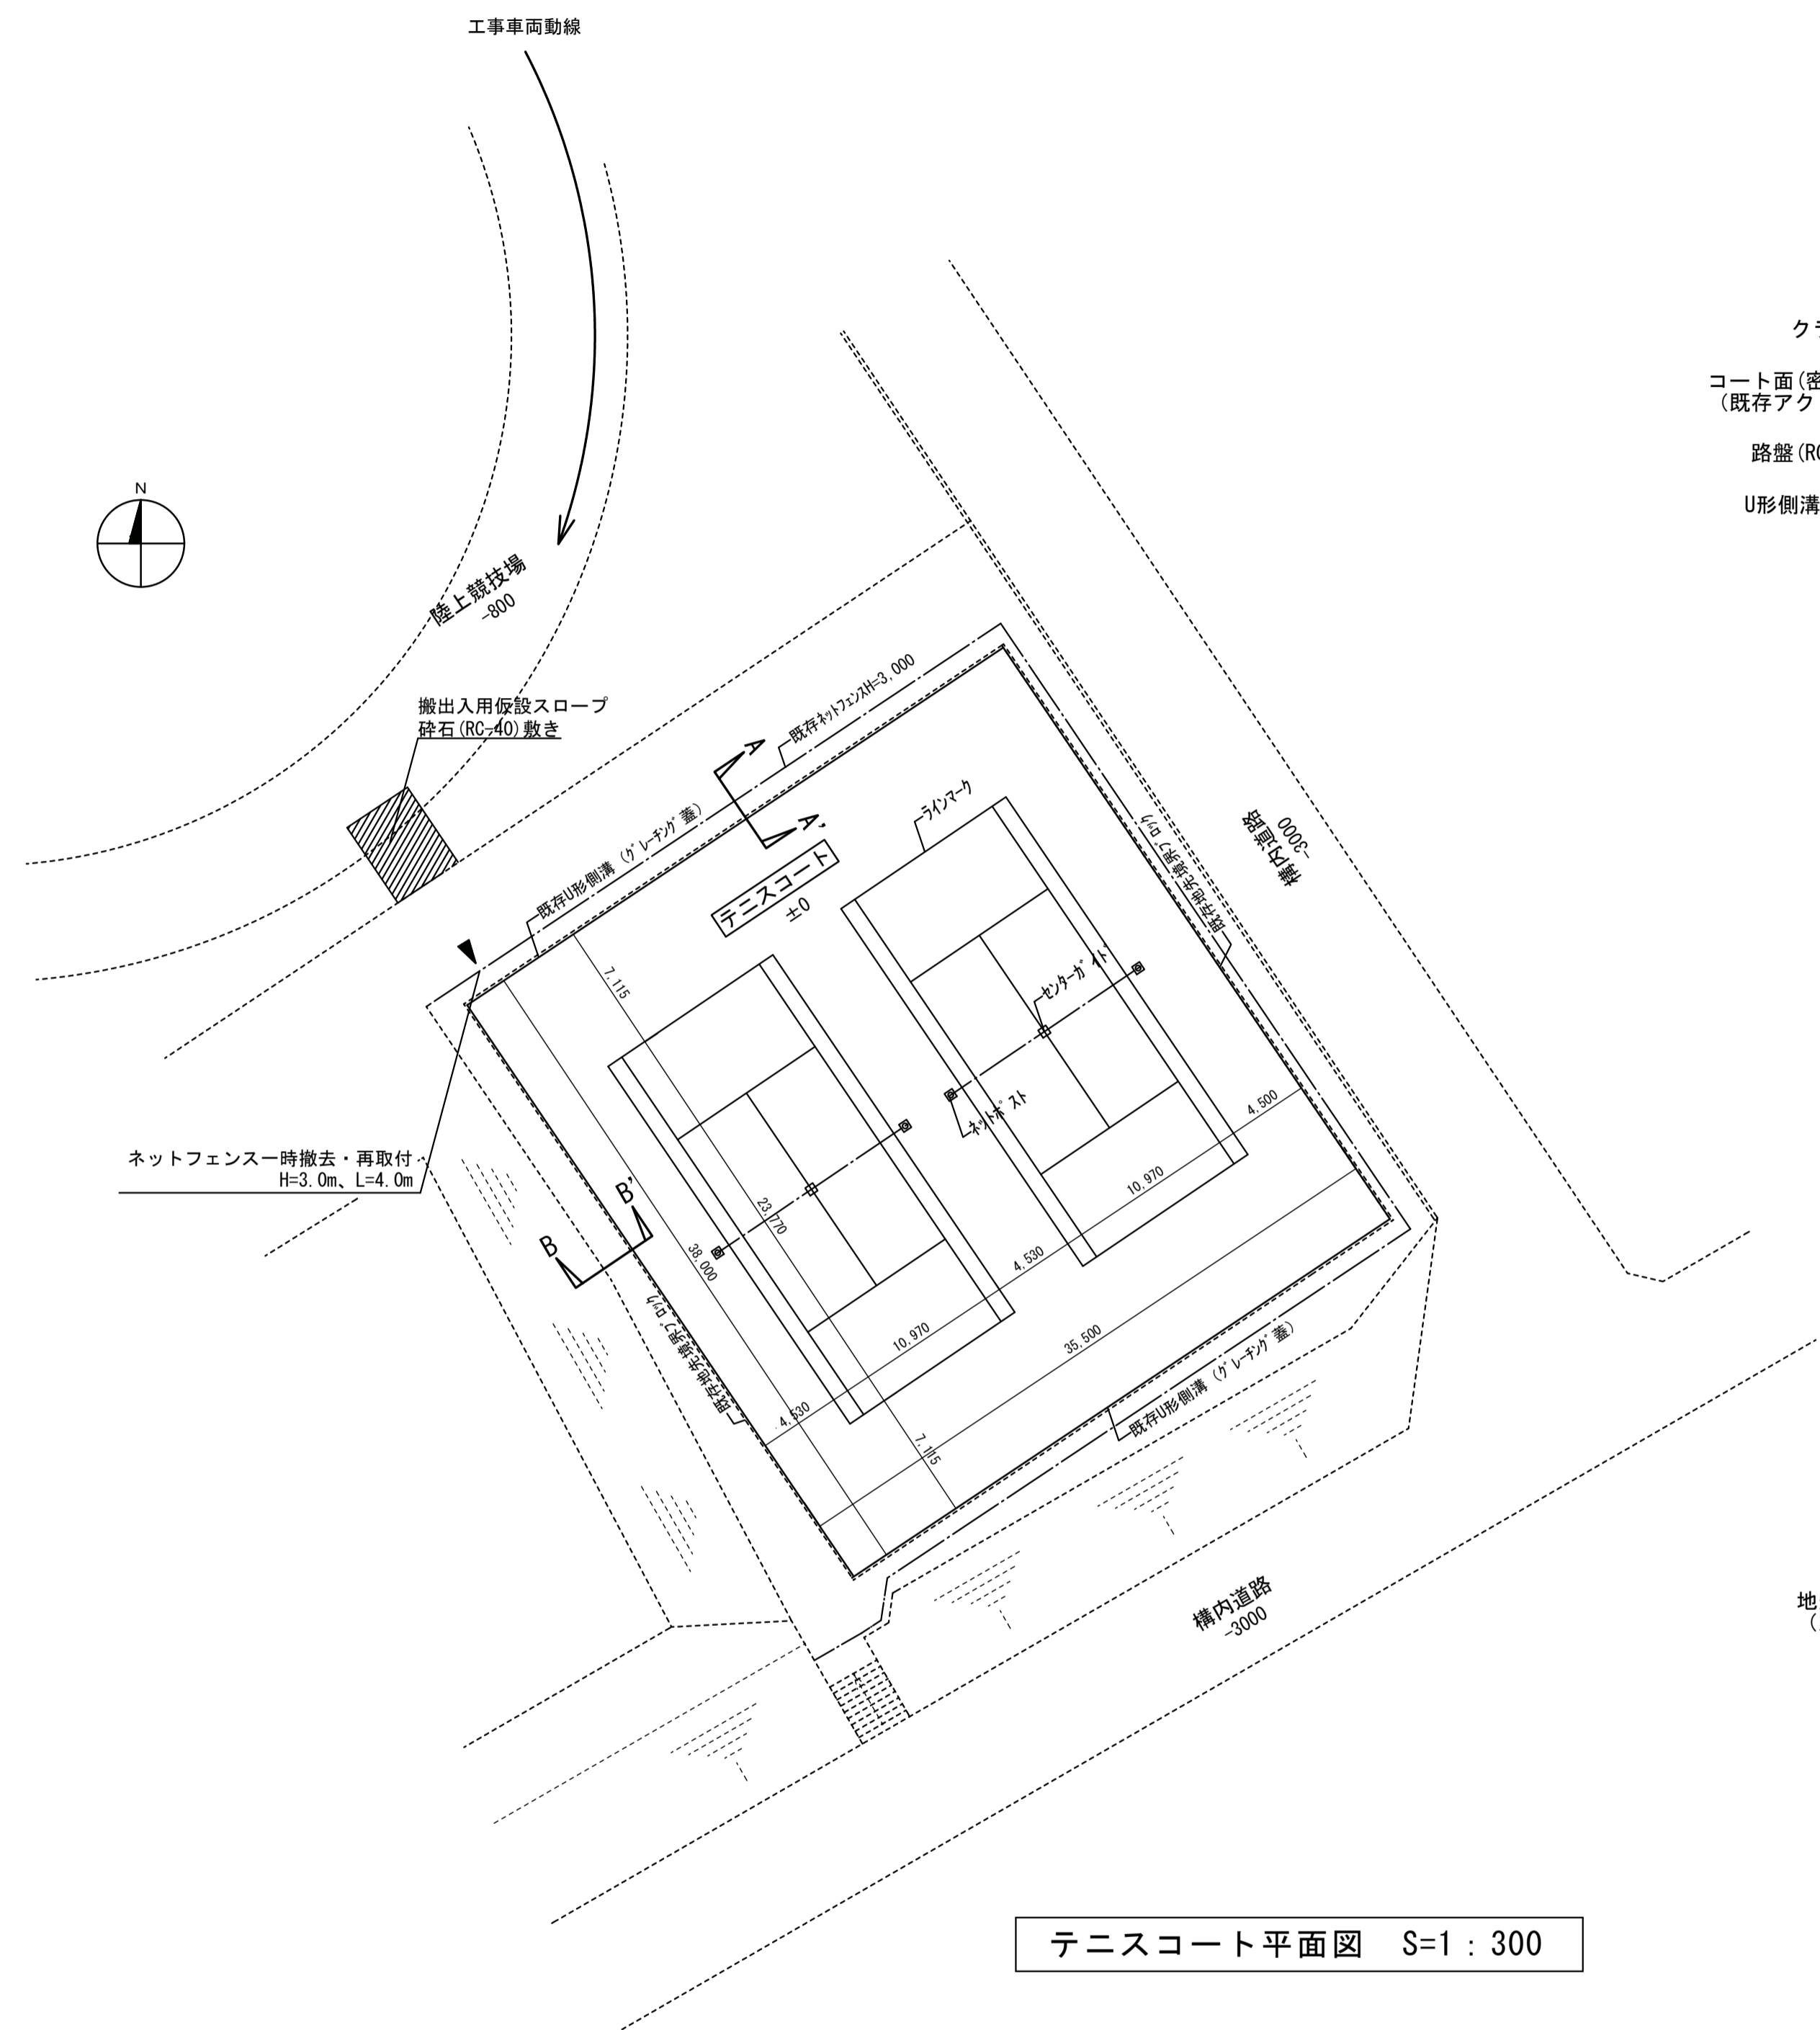 工事車両動線
N
クラ
コート面(密
(既存アク
路盤(RC
U形側溝
陸上競技場
-800
搬出入用仮設スロープ
砕石(RC-40)敷き
既存ネットフェンスH=3,000
A
A'
既存U形側溝 (グレーチング蓋)
ラインマーク
テニスコート
±0
既存地先境界ブロック
構内道路
-3000
7,115
センターガイド
ネットポスト
4,500
10,970
ネットフェンス一時撤去・再取付
H=3.0m、L=4.0m
B
B'
23,770
38,000
4,530
既存地先境界ブロック
10,970
35,500
4,530
7,115
既存U形側溝 (グレーチング蓋)
構内道路
-3000
地
テニスコート平面図 S=1:300